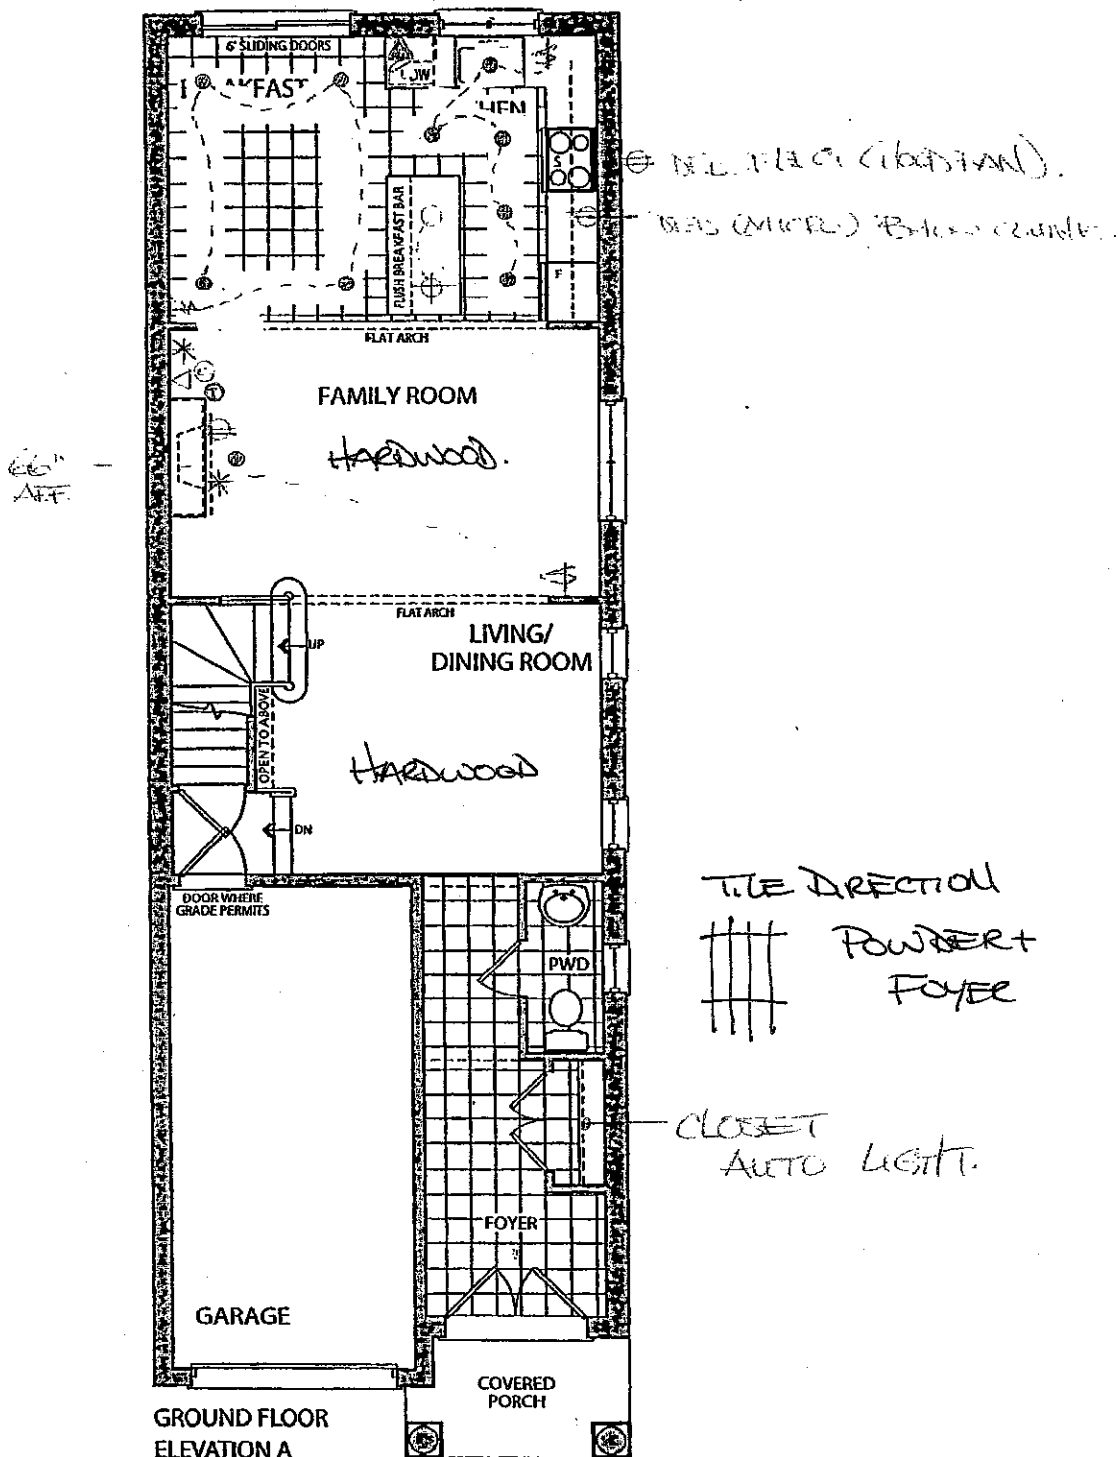 6' SLIDING DOORS
AKFAST
DW
HEN
S
F
FLUSH BREAKFAST BAR
FLAT ARCH
FAMILY ROOM
HARDWOOD.
66"
AFF.
FLAT ARCH
UP
LIVING/
DINING ROOM
OPEN TO ABOVE
HARDWOOD
DN
DOOR WHERE
GRADE PERMITS
TILE DIRECTION
POWDER +
FOYER
PWD
CLOSET
AUTO LIGHT.
FOYER
GARAGE
COVERED
PORCH
GROUND FLOOR
ELEVATION A